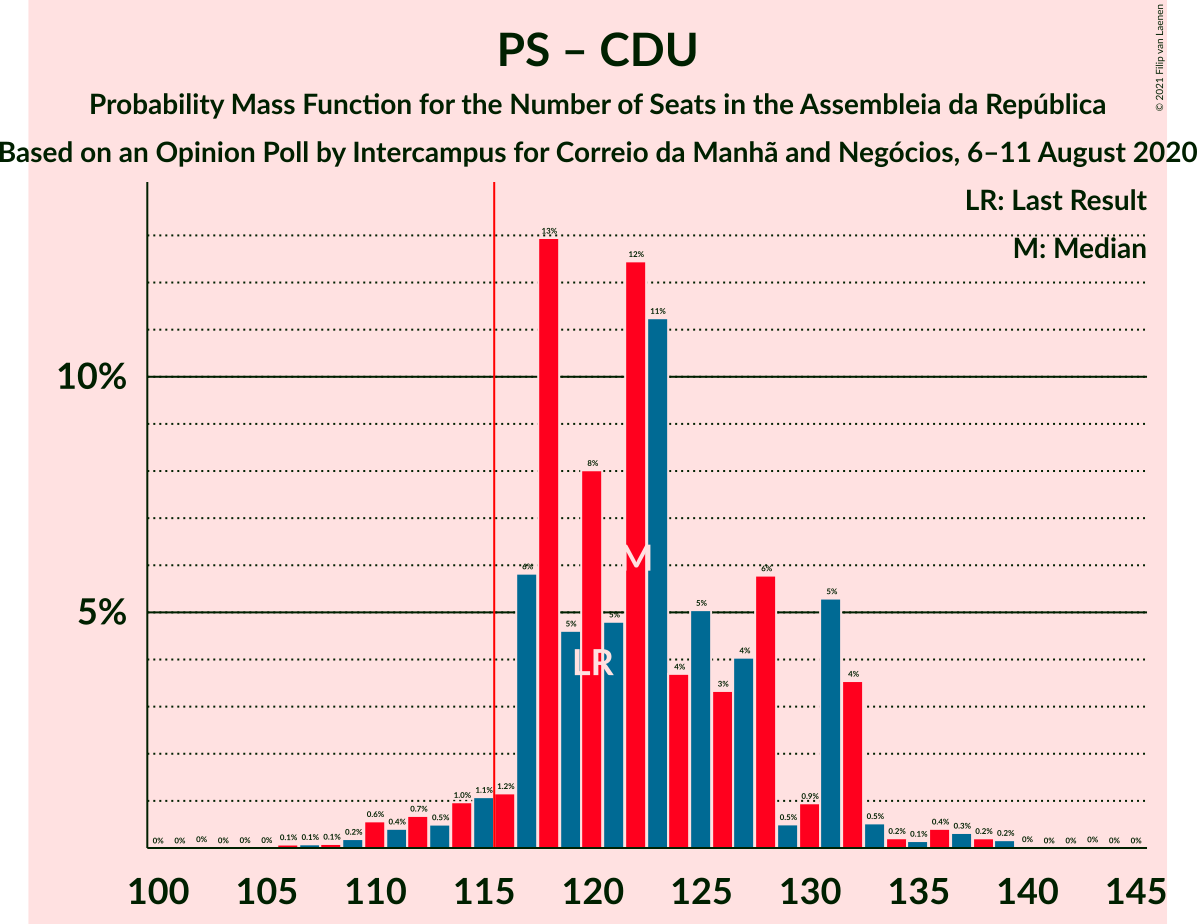 PS – CDU
Probability Mass Function for the Number of Seats in the Assembleia da República
Based on an Opinion Poll by Intercampus for Correio da Manhã and Negócios, 6–11 August 2020
© 2021 Filip van Laenen
LR: Last Result
M: Median
10%
5%
0% 0% 0% 0% 0% 0% 0.1% 0.1% 0.1% 0.2% 0.6% 0.4% 0.7% 0.5% 1.0% 1.1% 1.2% 6% 13% 5% 8% 5% 12% 11% 4% 5% 3% 4% 6% 0.5% 0.9% 5% 4% 0.5% 0.2% 0.1% 0.4% 0.3% 0.2% 0.2% 0% 0% 0% 0% 0% 0%
M
LR
100 105 110 115 120 125 130 135 140 145